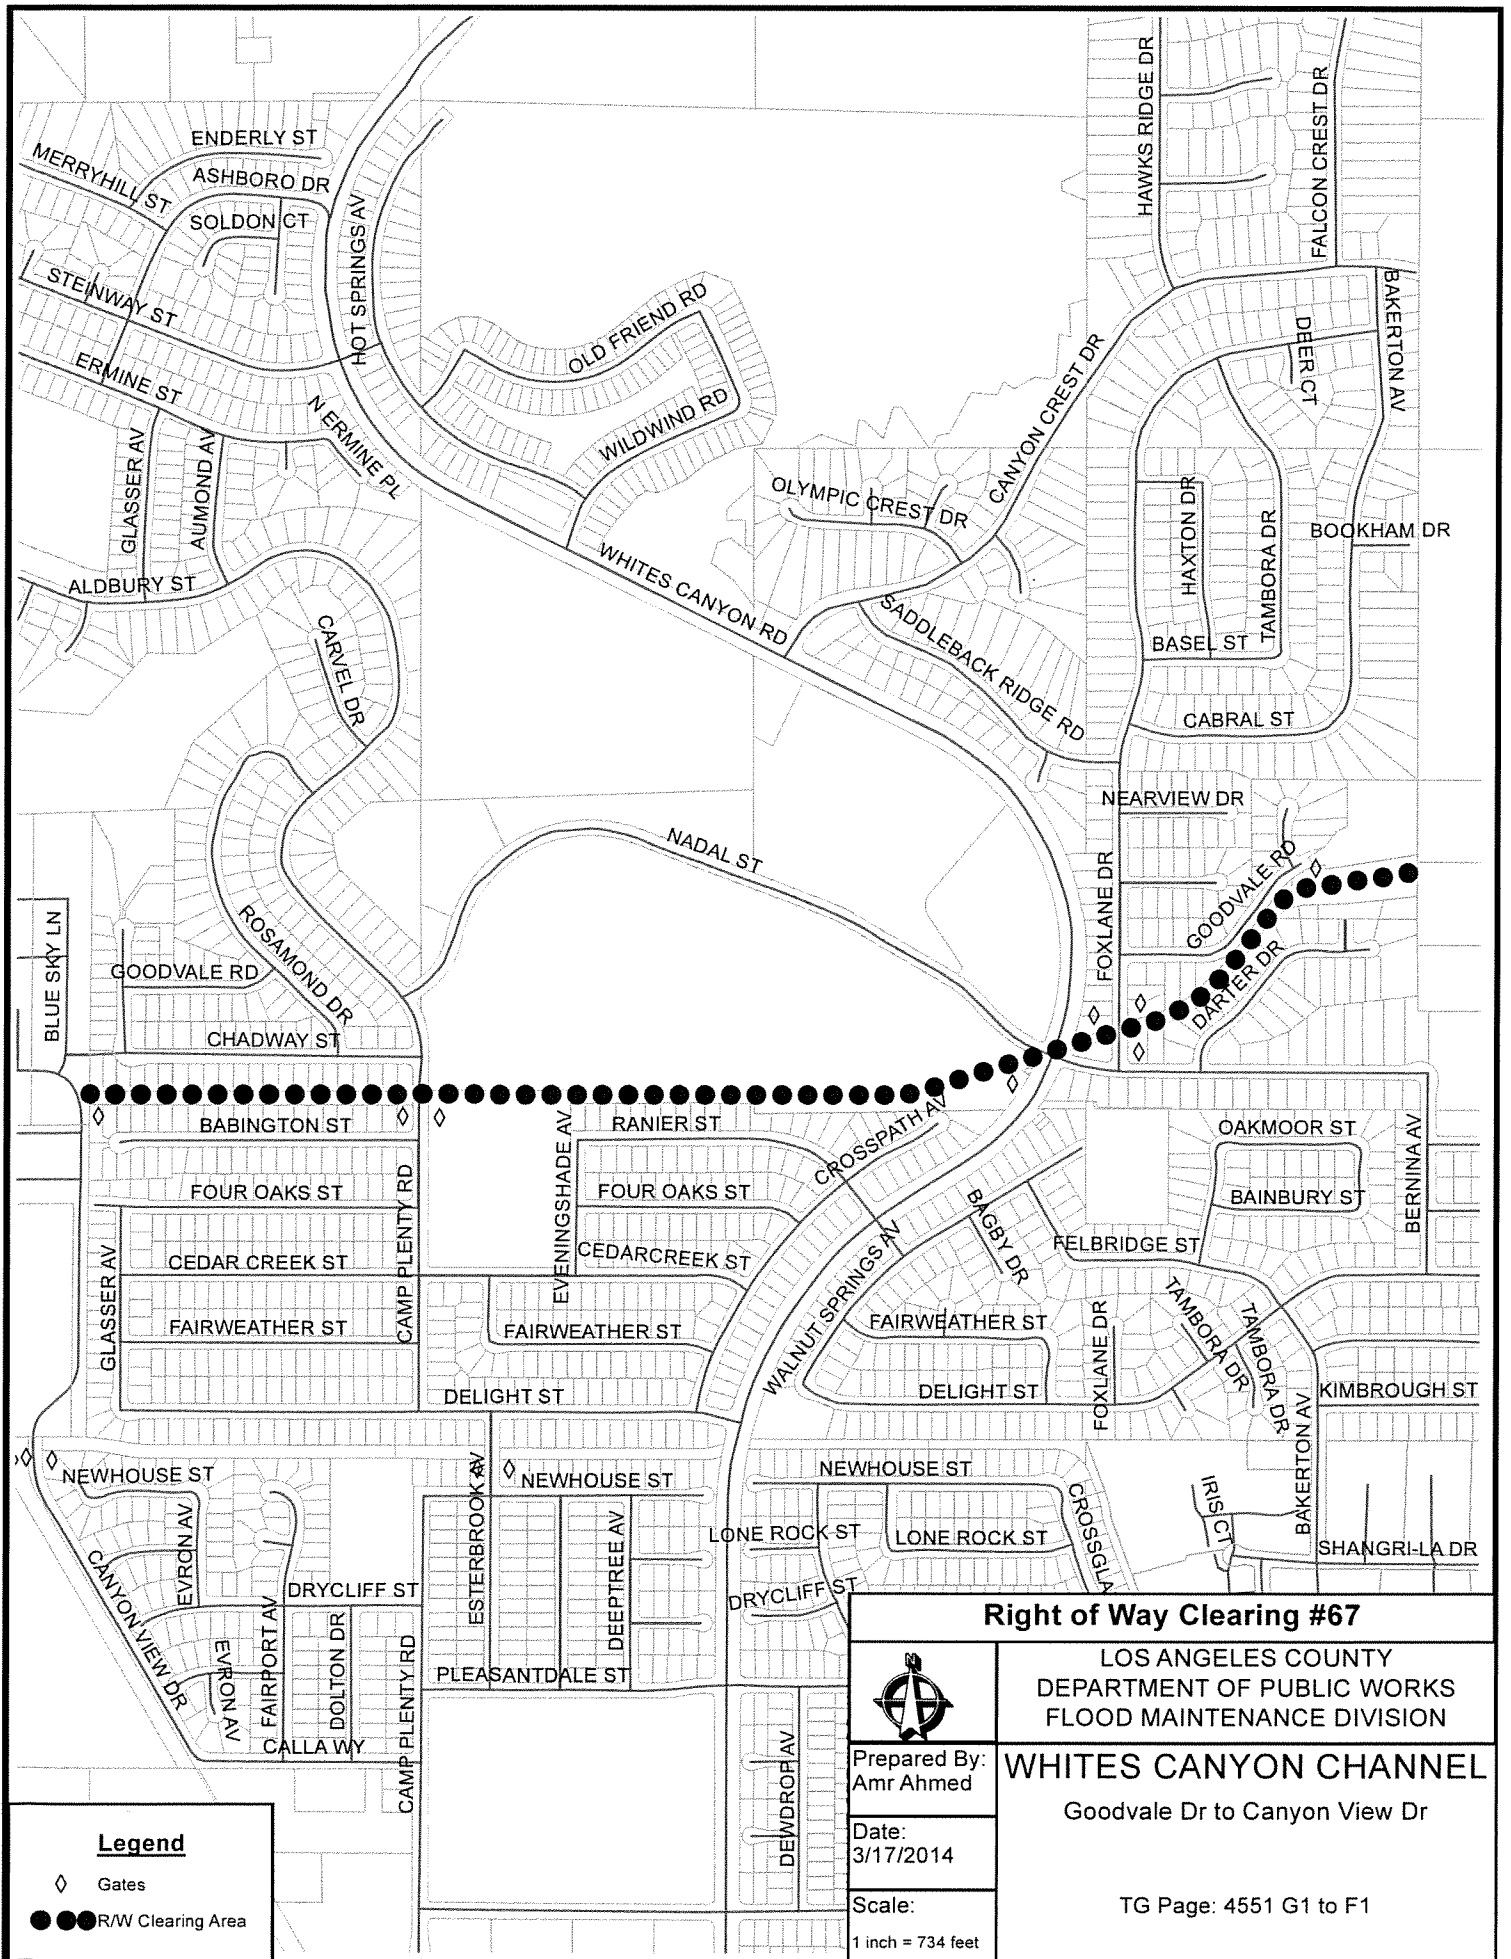 HAWKS RIDGE DR
FALCON CREST DR
ENDERLY ST
MERRYHILL ST
ASHBORO DR
SOLDON CT
HOT SPRINGS AV
STEINWAY ST
OLD FRIEND RD
BAKERTON AV
DEER CT
CANYON CREST DR
ERMINE ST
N ERMINE PL
WILDWIND RD
GLASSER AV
AUMOND AV
OLYMPIC CREST DR
HAXTON DR
TAMBORA DR
BOOKHAM DR
WHITES CANYON RD
ALDBURY ST
SADDLEBACK RIDGE RD
CARVEL DR
BASEL ST
CABRAL ST
NEARVIEW DR
NADAL ST
FOXLANE DR
GOODVALE RD
BLUE SKY LN
ROSAMOND DR
GOODVALE RD
DARTER DR
CHADWAY ST
BABINGTON ST
EVENINGSHADE AV
RANIER ST
CROSSPATH AV
OAKMOOR ST
BERNINA AV
FOUR OAKS ST
CAMP PLENTY RD
FOUR OAKS ST
BAGBY DR
BAINBURY ST
GLASSER AV
CEDAR CREEK ST
CEDARCREEK ST
WALNUT SPRINGS AV
FELBRIDGE ST
FAIRWEATHER ST
FAIRWEATHER ST
FAIRWEATHER ST
FOXLANE DR
TAMBORA DR
TAMBORA DR
DELIGHT ST
DELIGHT ST
KIMBROUGH ST
BAKERTON AV
NEWHOUSE ST
ESTERBROOK AV
NEWHOUSE ST
NEWHOUSE ST
CROSSGLA
IRIS CT
EVRON AV
DEEPTREE AV
LONE ROCK ST
LONE ROCK ST
SHANGRI-LA DR
CANYON VIEW DR
DRYCLIFF ST
DRYCLIFF ST
EVRON AV
FAIRPORT AV
DOLTON DR
CAMP PLENTY RD
PLEASANTDALE ST
CALLA WY
DEWDROP AV
Right of Way Clearing #67
N
LOS ANGELES COUNTY
DEPARTMENT OF PUBLIC WORKS
FLOOD MAINTENANCE DIVISION
Prepared By:
Amr Ahmed
WHITES CANYON CHANNEL
Goodvale Dr to Canyon View Dr
Date:
3/17/2014
Scale:
1 inch = 734 feet
TG Page: 4551 G1 to F1
Legend
Gates
R/W Clearing Area